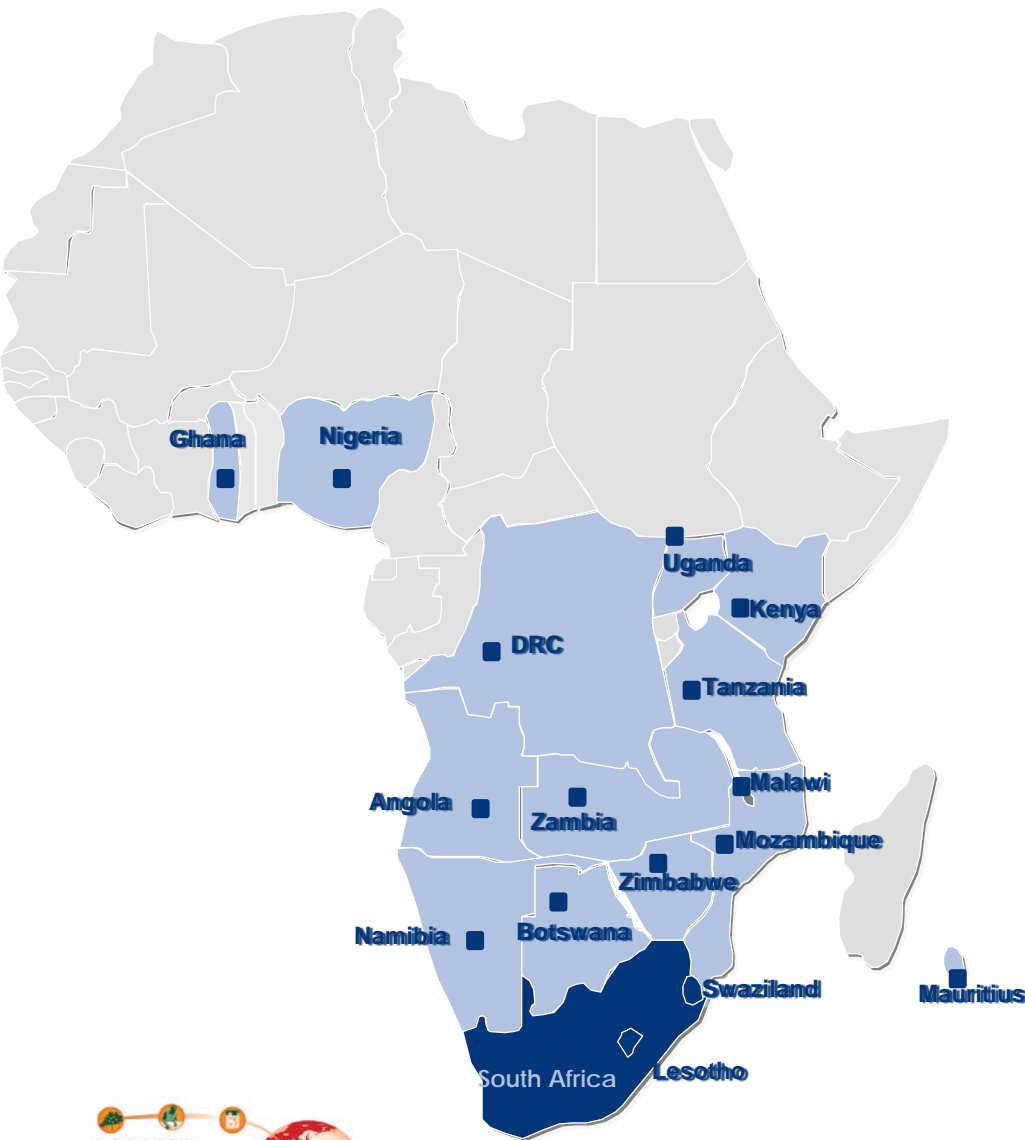 Ghana
Nigeria
Uganda
Kenya
DRC
Tanzania
Malawi
Angola
Zambia
Mozambique
Zimbabwe
Botswana
Namibia
Swaziland
Mauritius
Lesotho
South Africa